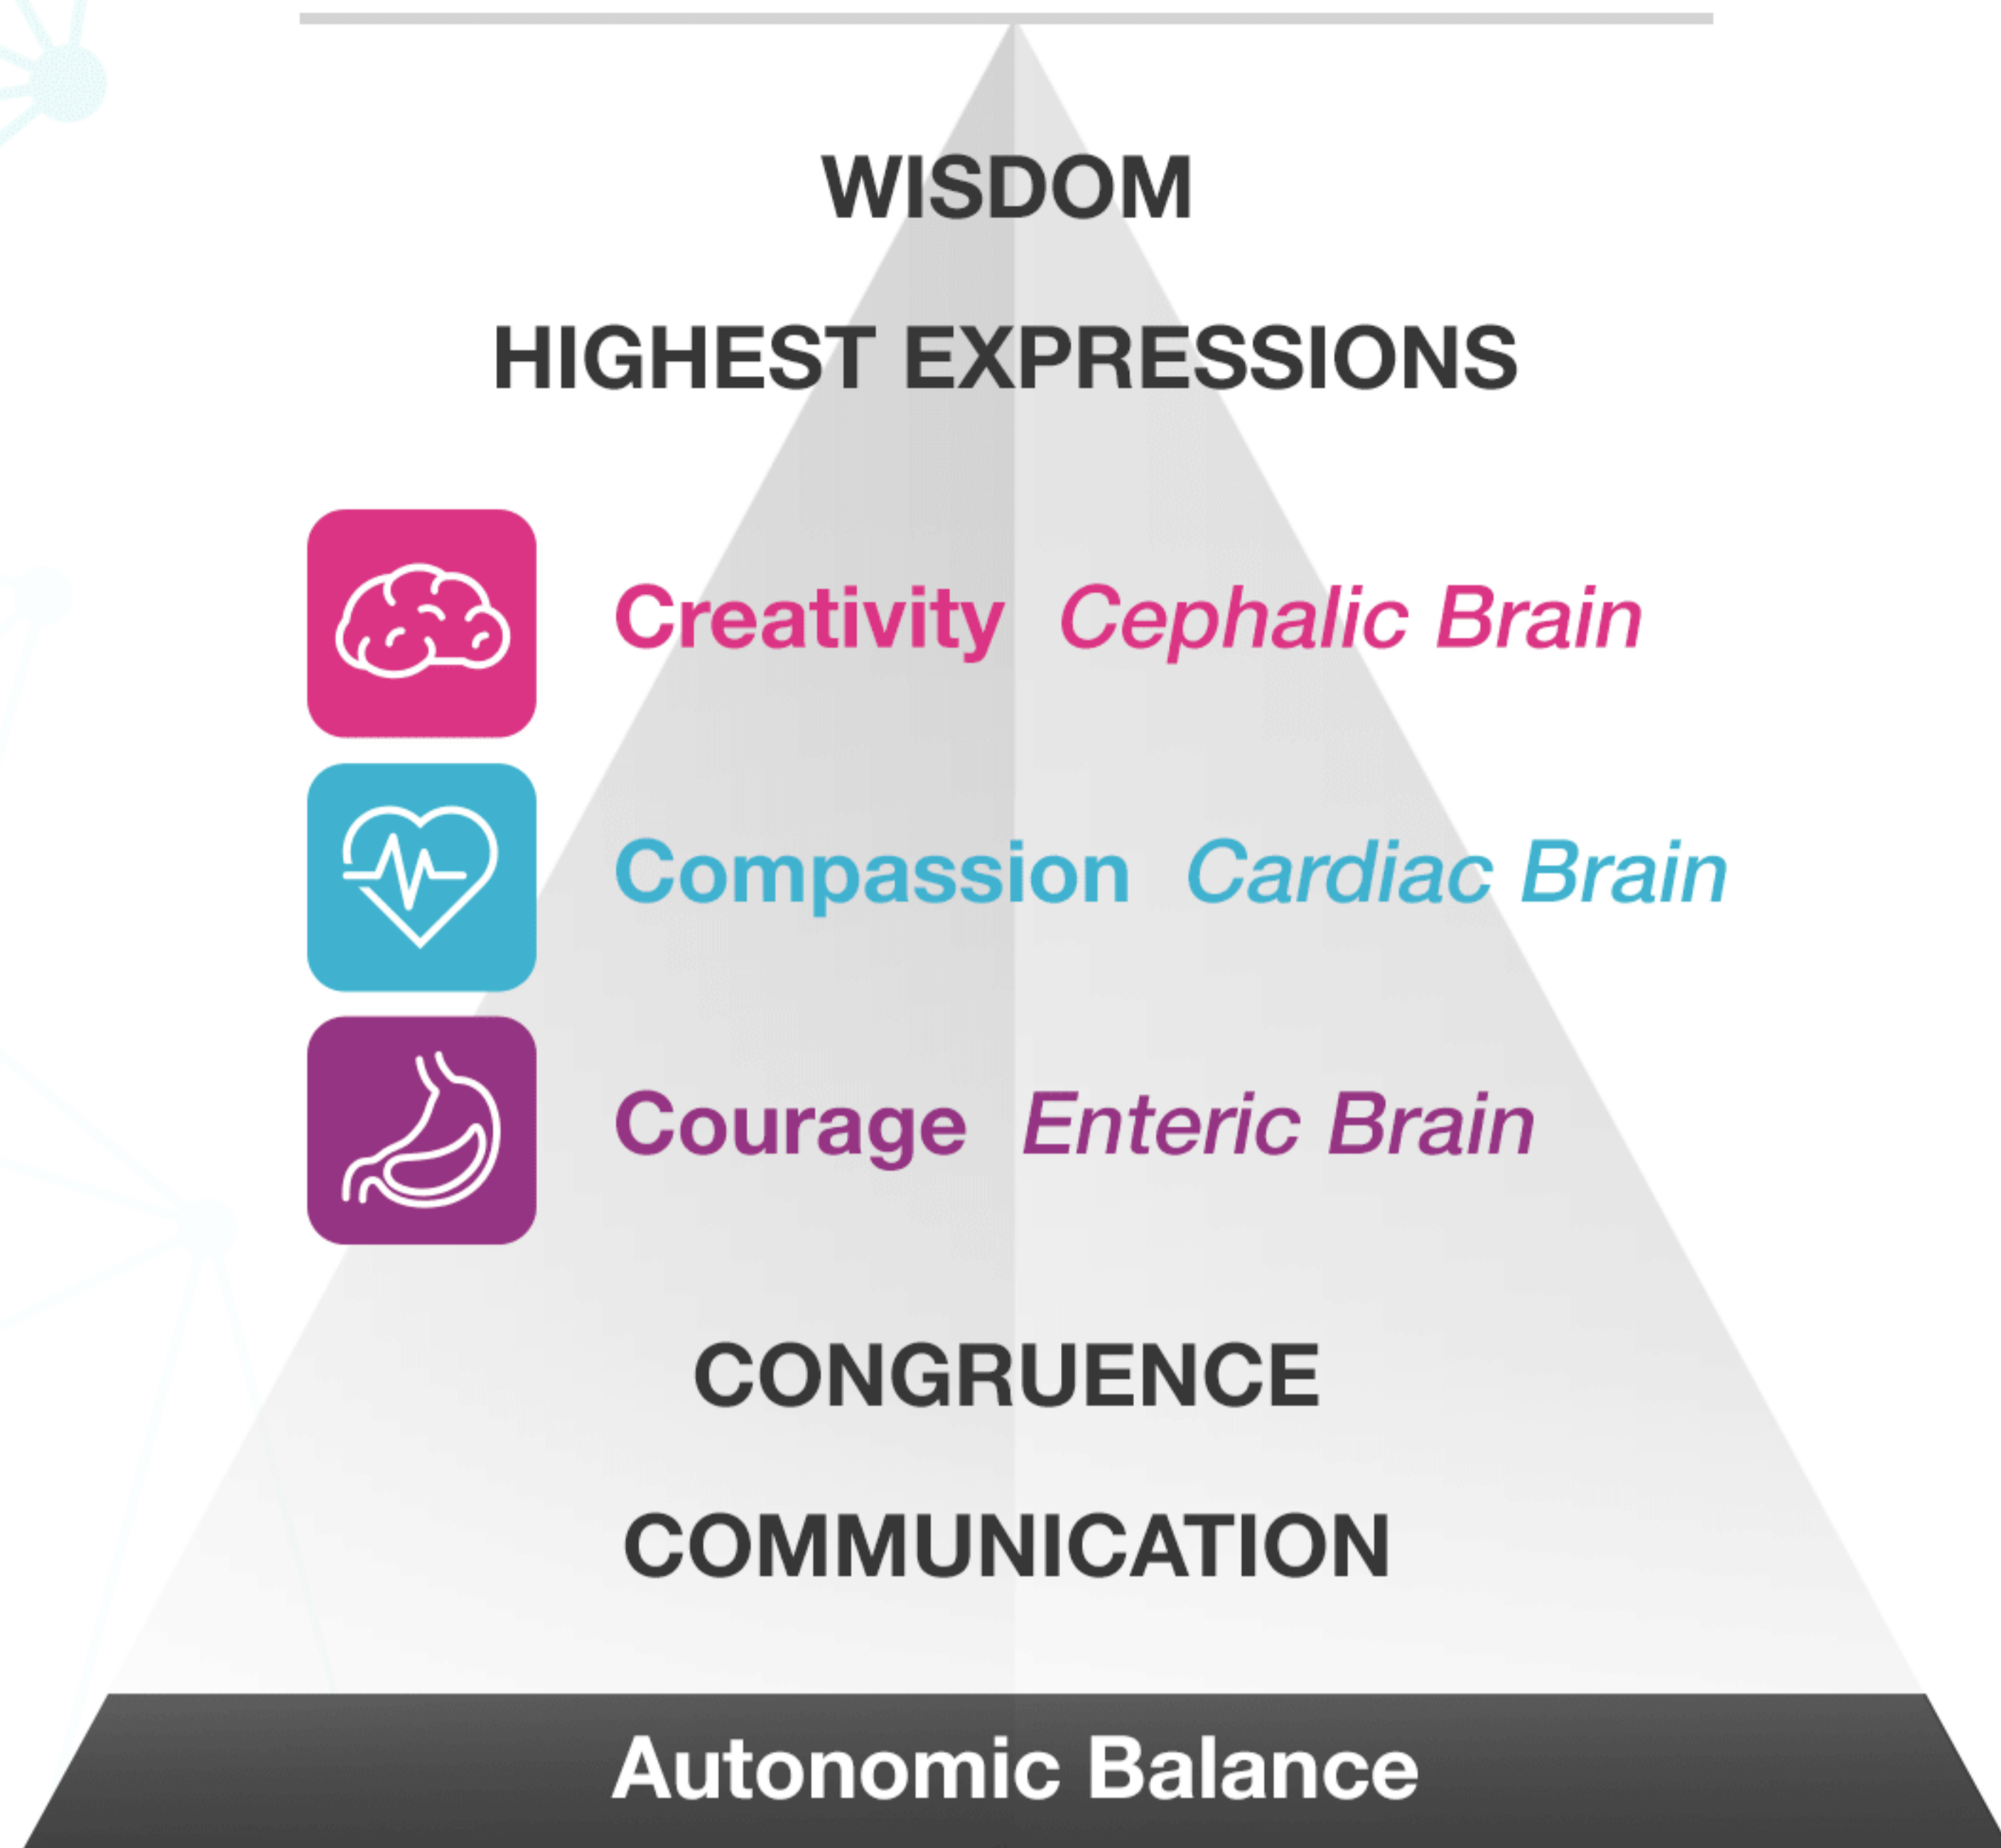 WISDOM
HIGHEST EXPRESSIONS
Creativity Cephalic Brain
Compassion Cardiac Brain
Courage Enteric Brain
CONGRUENCE
COMMUNICATION
Autonomic Balance